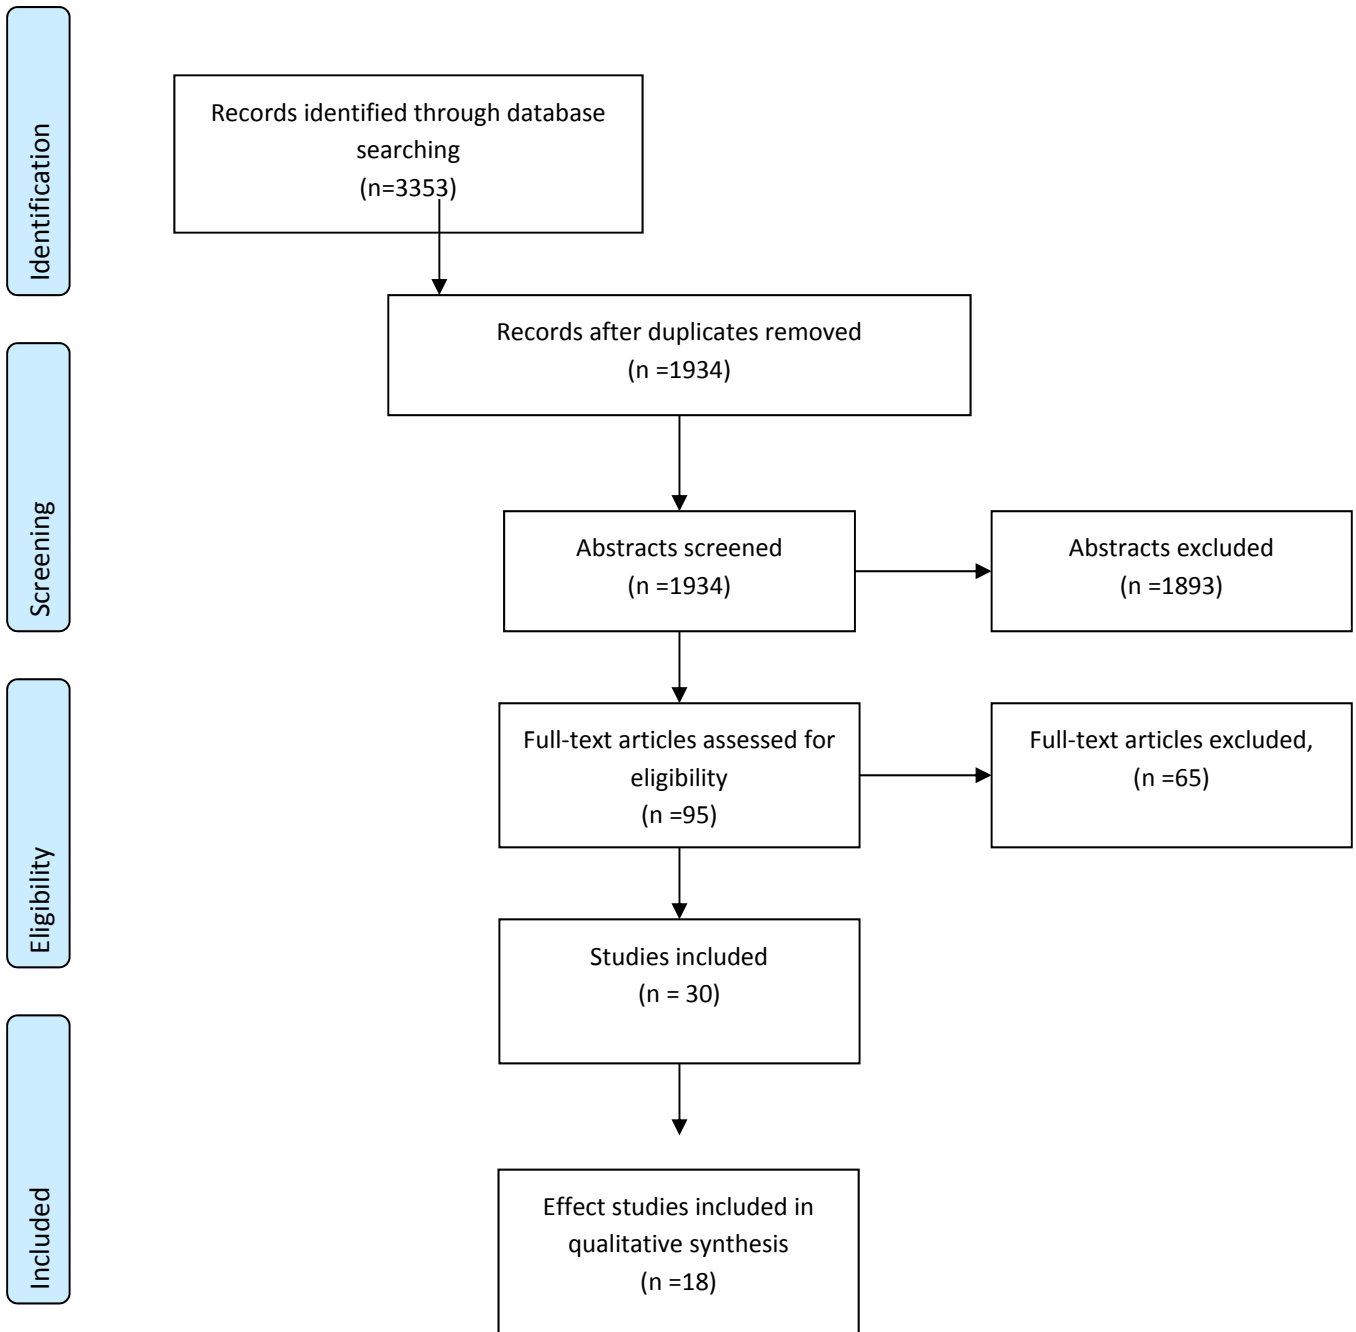 Identification
Records identified through database
searching
(n=3353)
Records after duplicates removed
(n =1934)
Screening
Abstracts screened
(n =1934)
Abstracts excluded
(n =1893)
Eligibility
Full-text articles assessed for
eligibility
(n =95)
Full-text articles excluded,
(n =65)
Studies included
(n = 30)
Included
Effect studies included in
qualitative synthesis
(n =18)